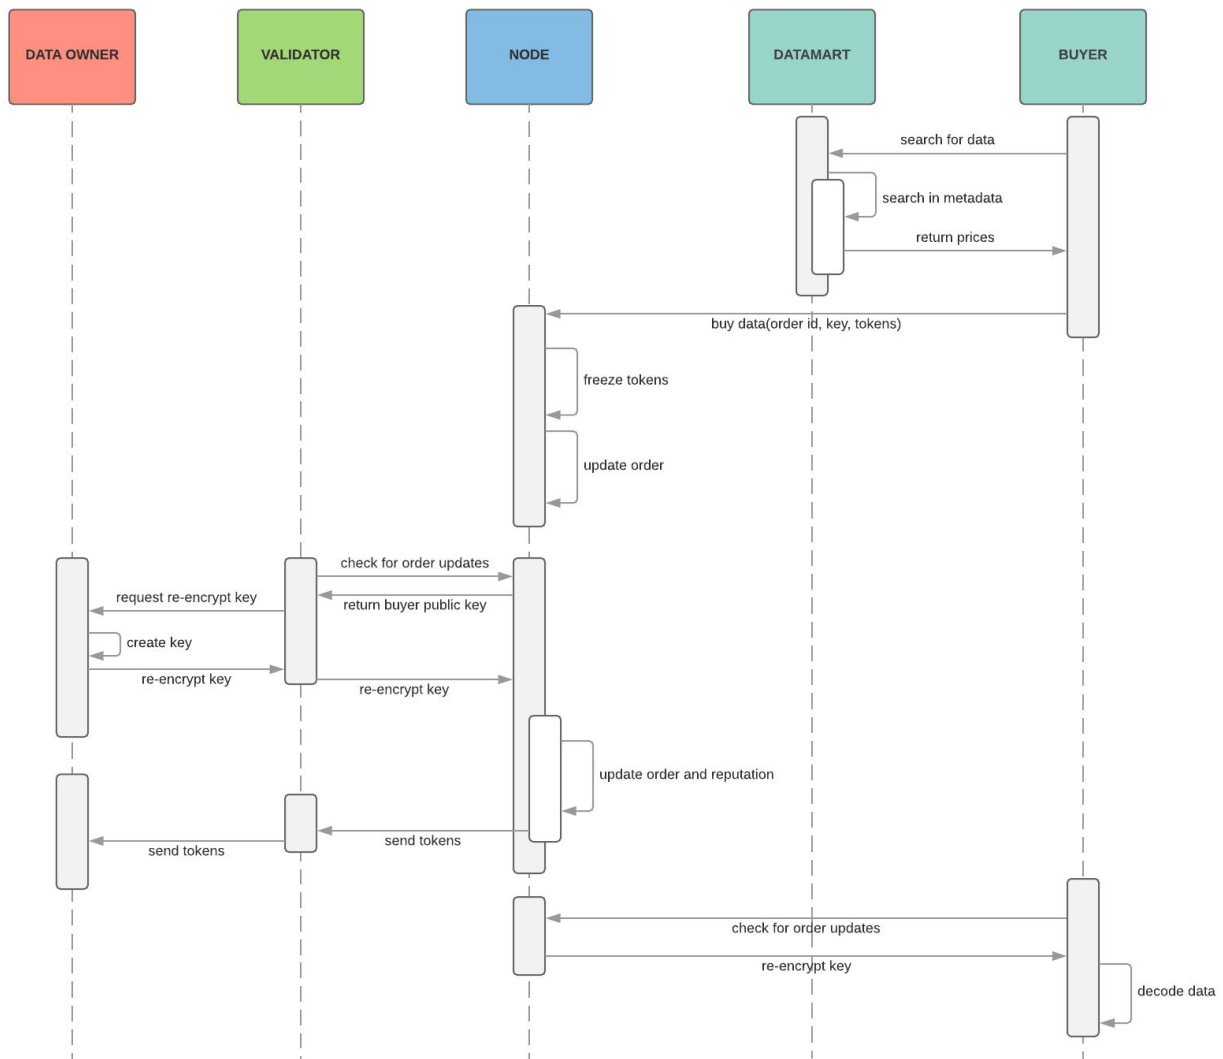 DATA OWNER
VALIDATOR
NODE
DATAMART
BUYER
search for data
search in metadata
return prices
buy data(order id, key, tokens)
freeze tokens
update order
check for order updates
request re-encrypt key
return buyer public key
create key
re-encrypt key
re-encrypt key
update order and reputation
send tokens
send tokens
check for order updates
re-encrypt key
decode data